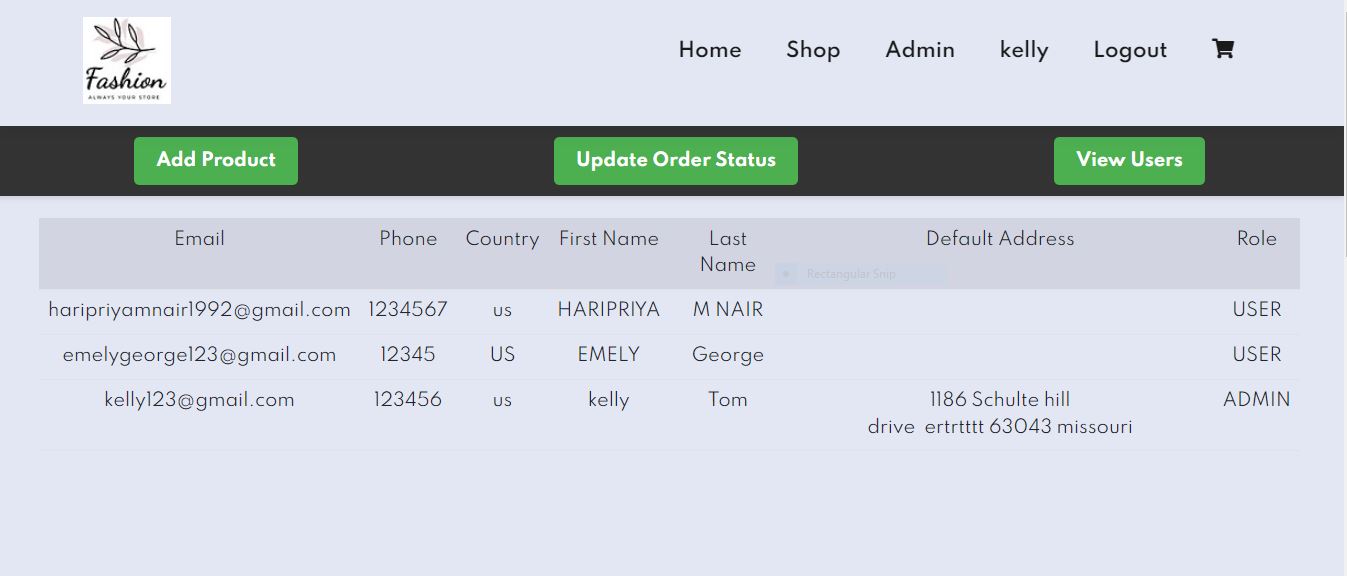 Fashion
ALWAYS YOUR STORE
Home Shop Admin kelly Logout
Add Product Update Order Status View Users
Email Phone Country First Name Last Name Default Address Role
Rectangular Snip
haripriyamnair1992@gmail.com 1234567 us HARIPRIYA M NAIR USER
emelygeorge123@gmail.com 12345 US EMELY George USER
kelly123@gmail.com 123456 us kelly Tom 1186 Schulte hill ADMIN
drive ertrtttt 63043 missouri